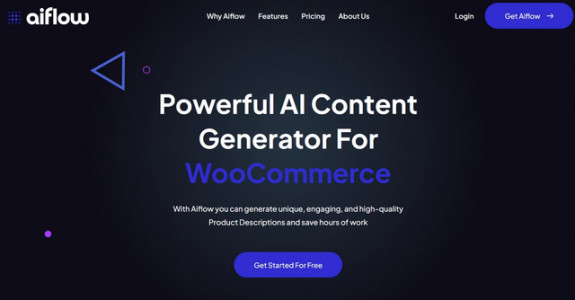 aiflow
Why Aiflow Features Pricing About Us
Login
Get Aiflow →
Powerful AI Content
Generator For
WooCommerce
With Aiflow you can generate unique, engaging, and high-quality
Product Descriptions and save hours of work
Get Started For Free